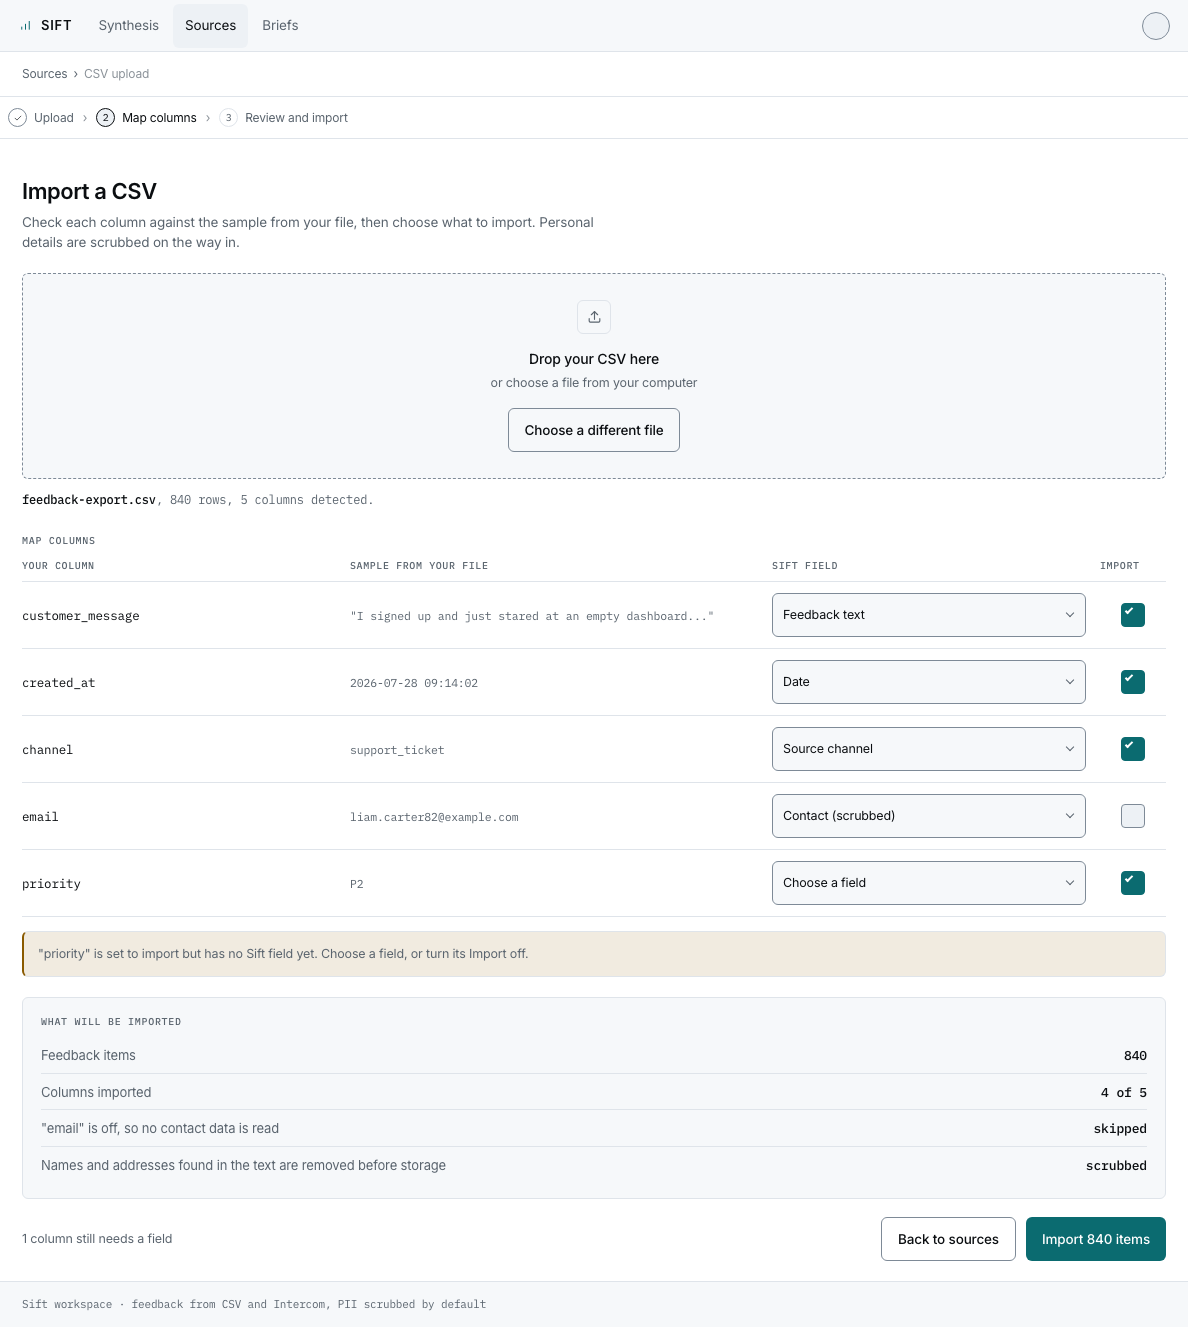 SIFT Synthesis Sources Briefs
Sources › CSV upload
Upload › 2 Map columns › 3 Review and import
Import a CSV
Check each column against the sample from your file, then choose what to import. Personal
details are scrubbed on the way in.
Drop your CSV here
or choose a file from your computer
Choose a different file
feedback-export.csv, 840 rows, 5 columns detected.
MAP COLUMNS
YOUR COLUMN SAMPLE FROM YOUR FILE SIFT FIELD IMPORT
customer_message "I signed up and just stared at an empty dashboard..." Feedback text
created_at 2026-07-28 09:14:02 Date
channel support_ticket Source channel
email liam.carter82@example.com Contact (scrubbed)
priority P2 Choose a field
"priority" is set to import but has no Sift field yet. Choose a field, or turn its Import off.
WHAT WILL BE IMPORTED
Feedback items 840
Columns imported 4 of 5
"email" is off, so no contact data is read skipped
Names and addresses found in the text are removed before storage scrubbed
1 column still needs a field Back to sources Import 840 items
Sift workspace · feedback from CSV and Intercom, PII scrubbed by default